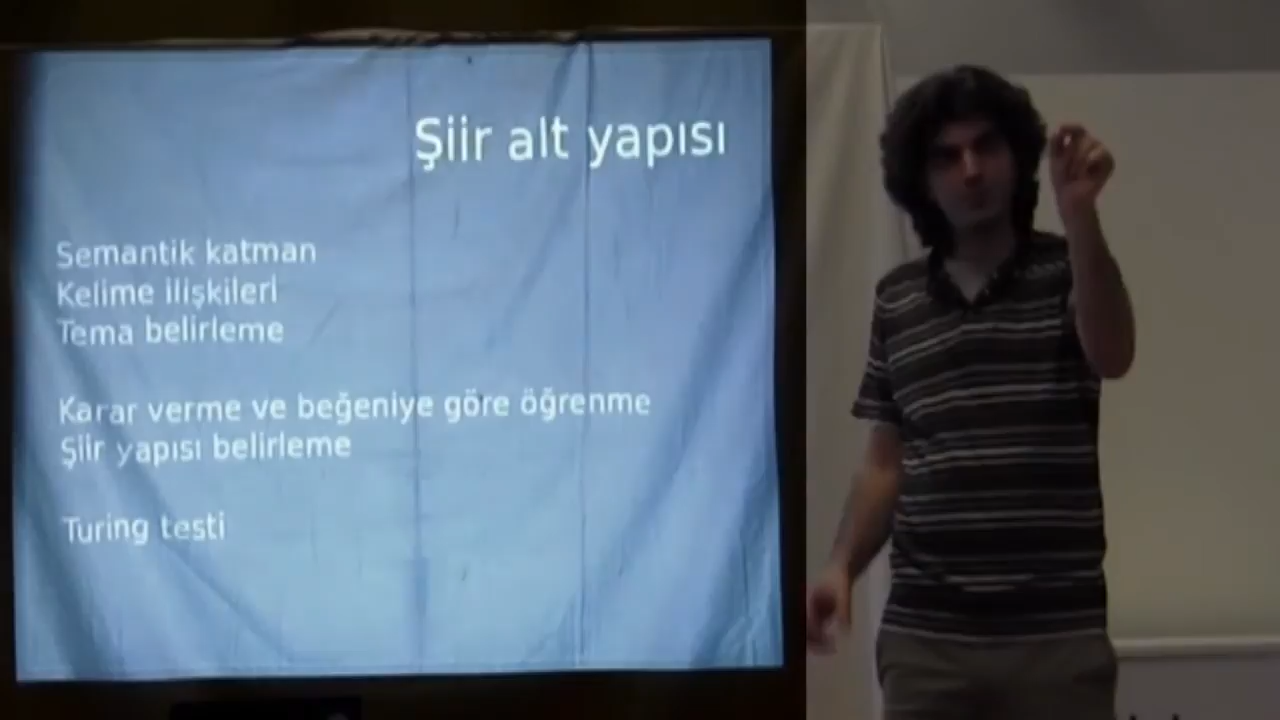 Şiir alt yapısı
Semantik katman
Kelime ilişkileri
Tema belirleme
Karar verme ve beğeniye göre öğrenme
Şiir yapısı belirleme
Turing testi